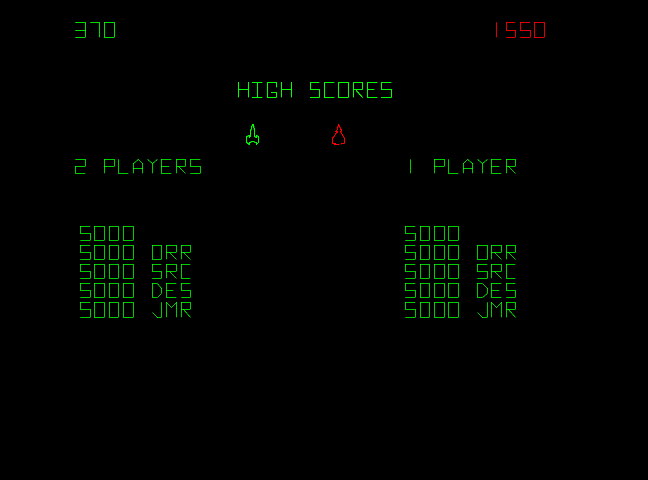 370 1550
HIGH SCORES
2 PLAYERS 1 PLAYER
5000 5000
5000 ORR 5000 ORR
5000 SRC 5000 SRC
5000 DES 5000 DES
5000 JMR 5000 JMR